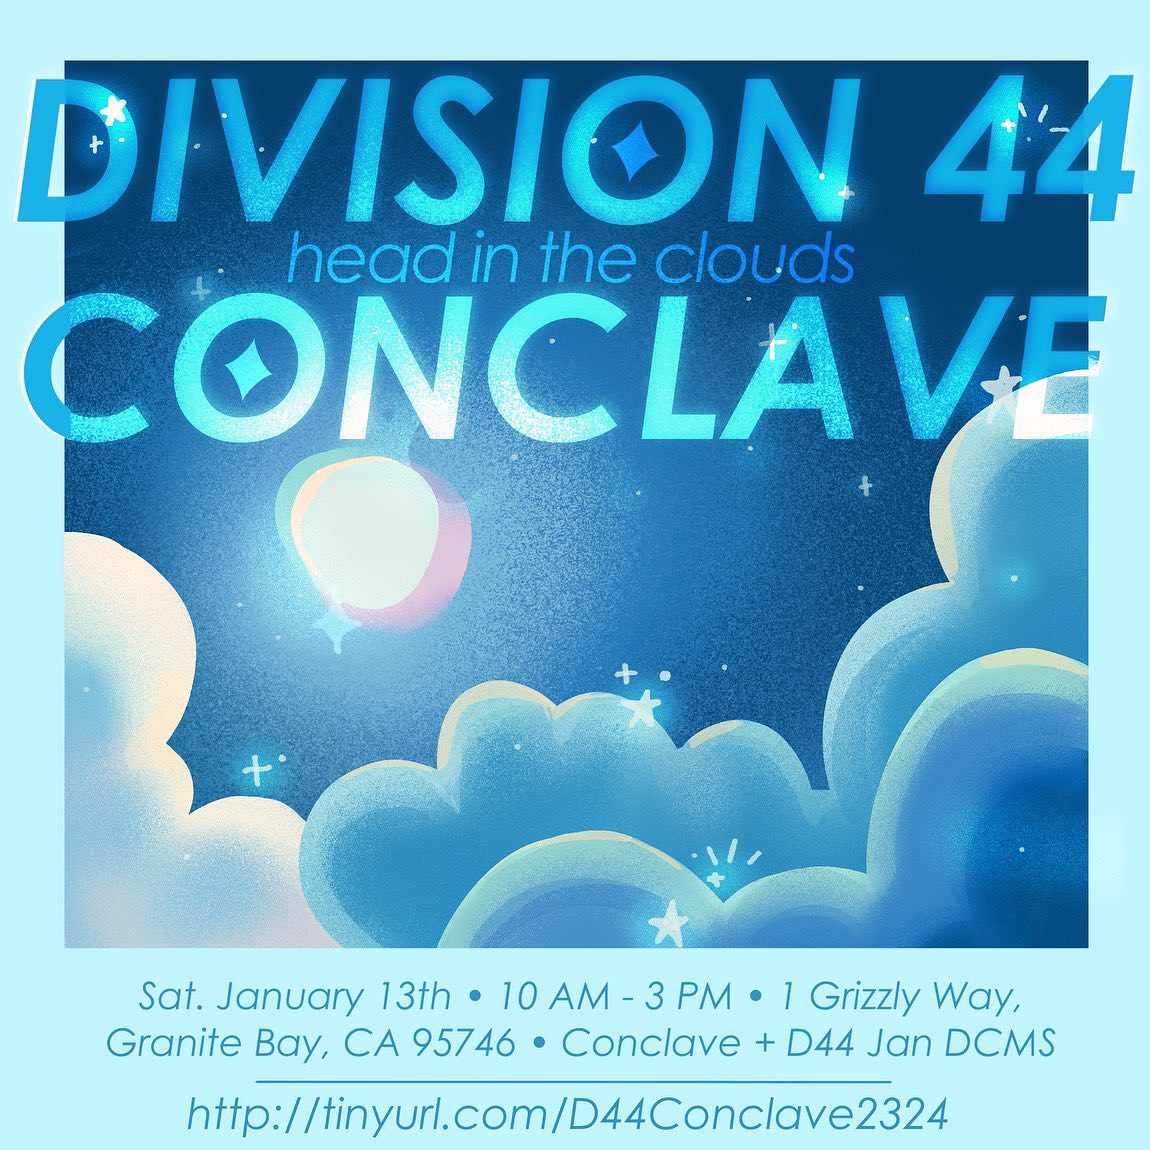 DIVISION 44
head in the clouds
CONCLAVE
Sat. January 13th • 10 AM - 3 PM • 1 Grizzly Way,
Granite Bay, CA 95746 • Conclave + D44 Jan DCMS
http://tinyurl.com/D44Conclave2324